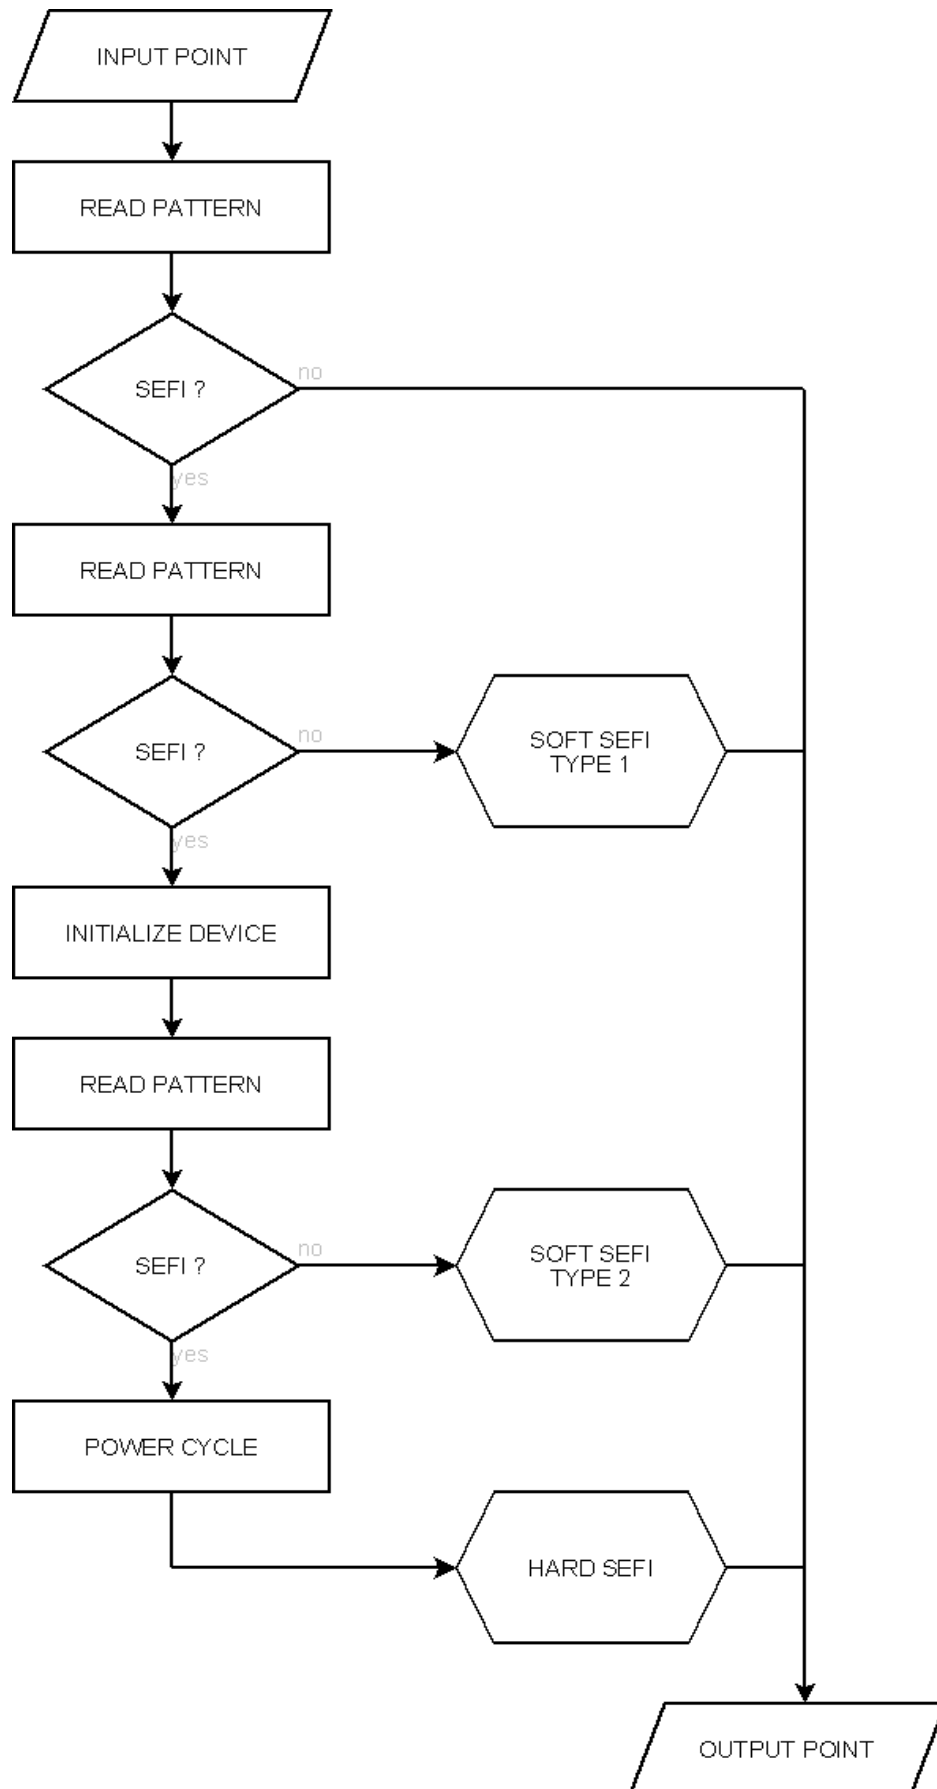 INPUT POINT
READ PATTERN
SEFI ?
no
yes
READ PATTERN
SEFI ?
no
SOFT SEFI
TYPE 1
yes
INITIALIZE DEVICE
READ PATTERN
SEFI ?
no
SOFT SEFI
TYPE 2
yes
POWER CYCLE
HARD SEFI
OUTPUT POINT